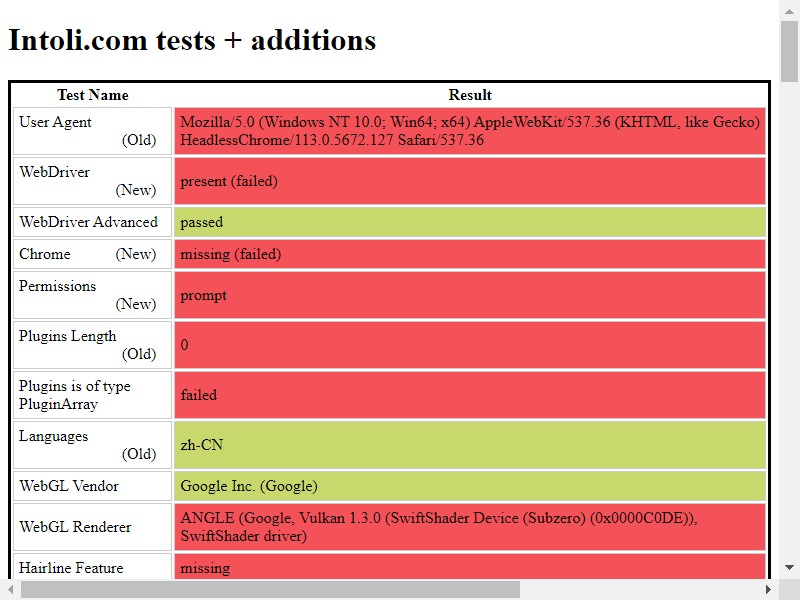 Intoli.com tests + additions
Test Name Result
User Agent (Old) Mozilla/5.0 (Windows NT 10.0; Win64; x64) AppleWebKit/537.36 (KHTML, like Gecko)
HeadlessChrome/113.0.5672.127 Safari/537.36
WebDriver (New) present (failed)
WebDriver Advanced passed
Chrome (New) missing (failed)
Permissions (New) prompt
Plugins Length (Old) 0
Plugins is of type
PluginArray failed
Languages (Old) zh-CN
WebGL Vendor Google Inc. (Google)
WebGL Renderer ANGLE (Google, Vulkan 1.3.0 (SwiftShader Device (Subzero) (0x0000C0DE)),
SwiftShader driver)
Hairline Feature missing